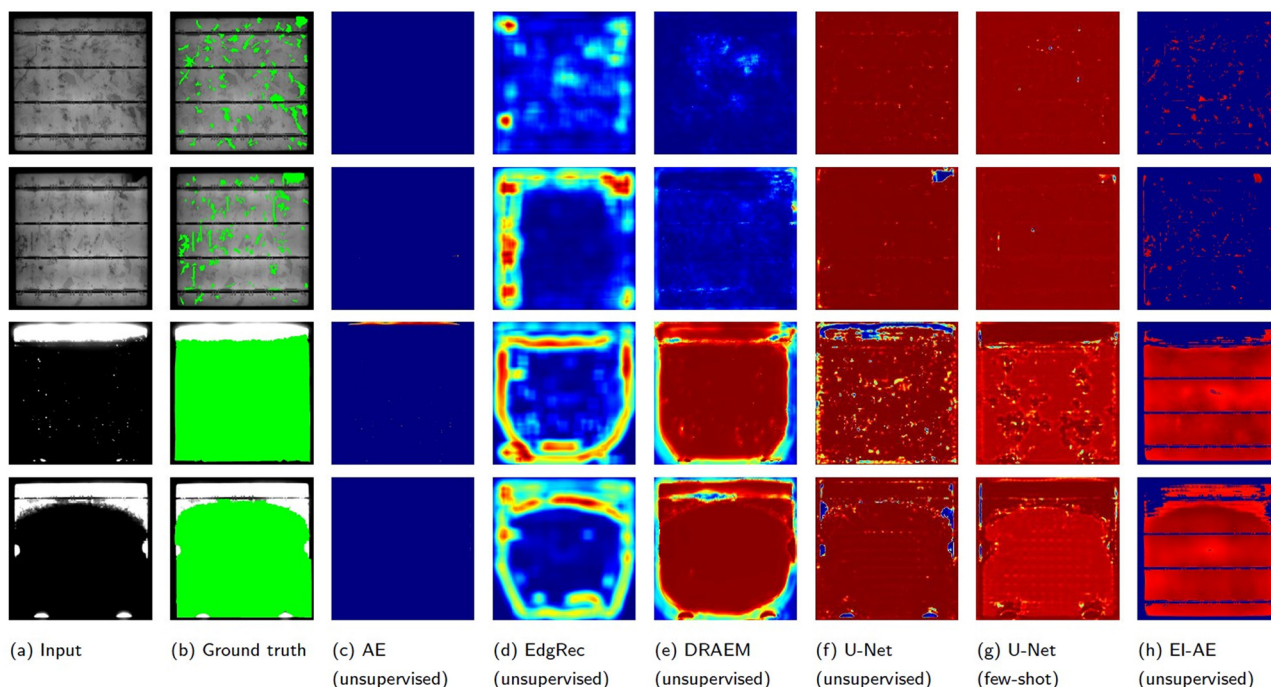 (a) Input (b) Ground truth (c) AE (d) EdgRec (e) DRAEM (f) U-Net (g) U-Net (h) EI-AE
(unsupervised) (unsupervised) (unsupervised) (unsupervised) (few-shot) (unsupervised)